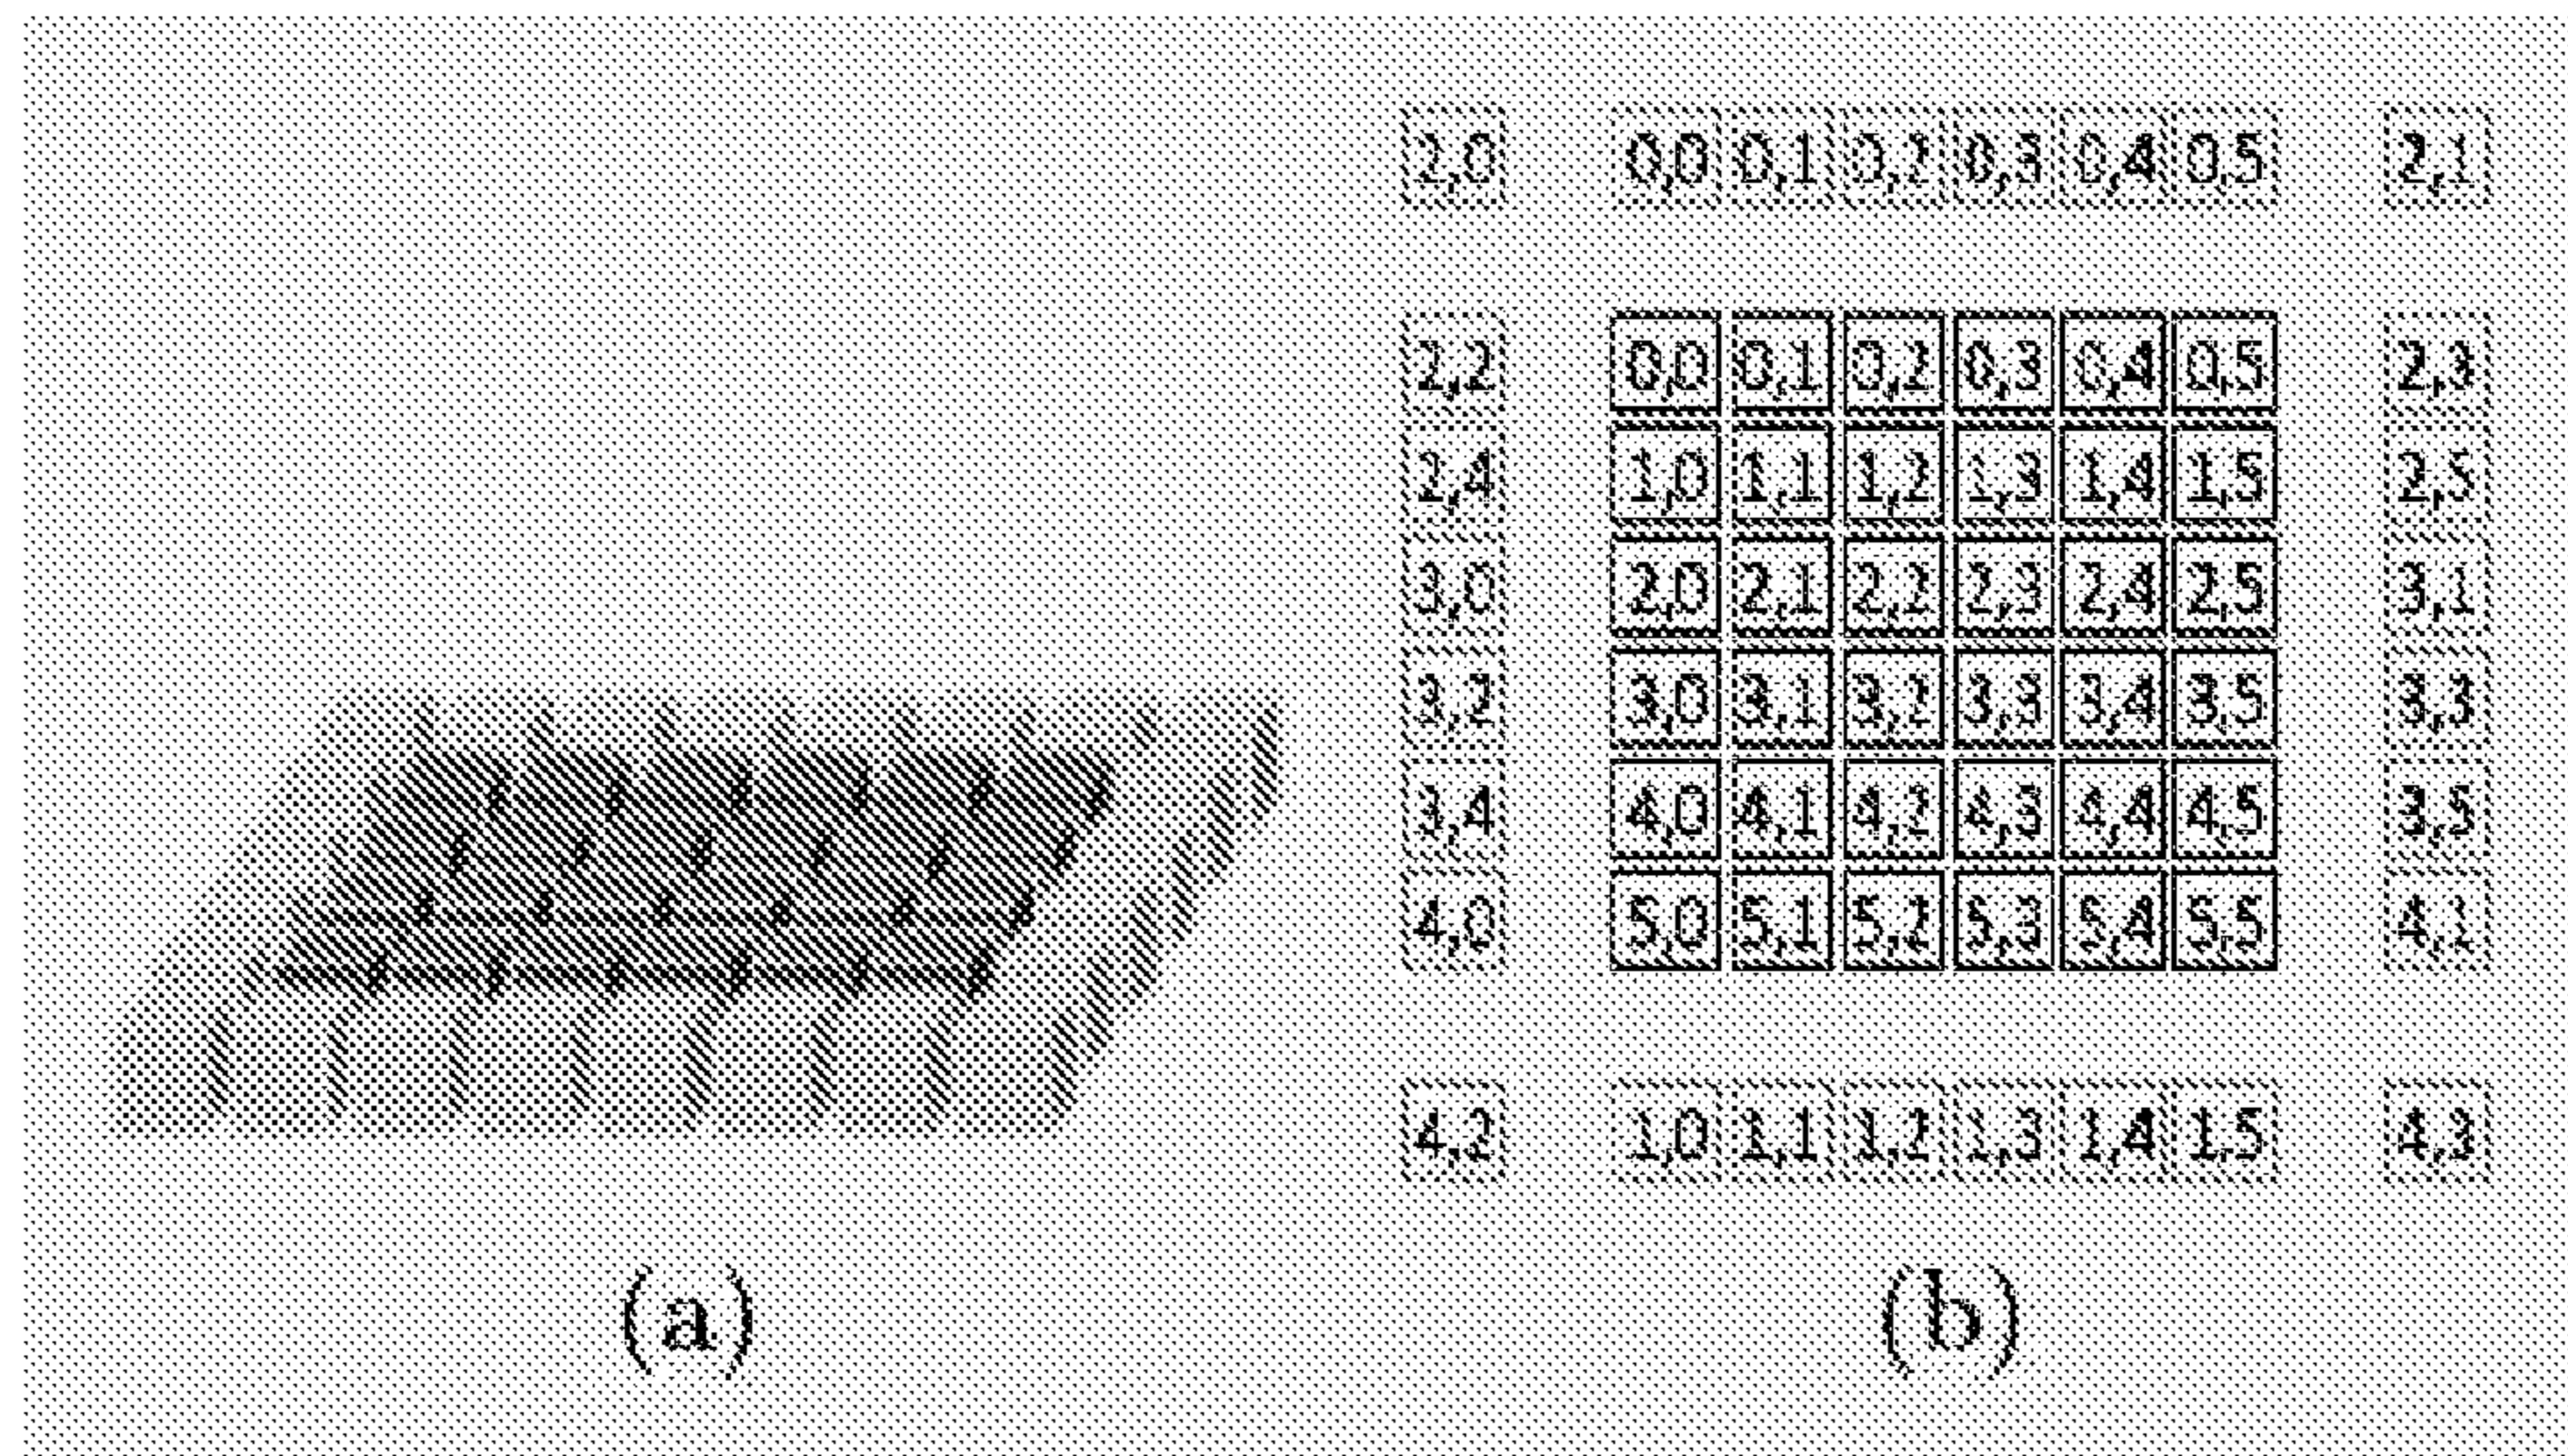 2,0 0,0 0,1 0,2 0,3 0,4 0,5 2,1
2,2 0,0 0,1 0,2 0,3 0,4 0,5 2,3
2,4 1,0 1,1 1,2 1,3 1,4 1,5 2,5
3,0 2,0 2,1 2,2 2,3 2,4 2,5 3,1
3,2 3,0 3,1 3,2 3,3 3,4 3,5 3,3
3,4 4,0 4,1 4,2 4,3 4,4 4,5 3,5
4,0 5,0 5,1 5,2 5,3 5,4 5,5 4,1
4,2 1,0 1,1 1,2 1,3 1,4 1,5 4,3
(a) (b)